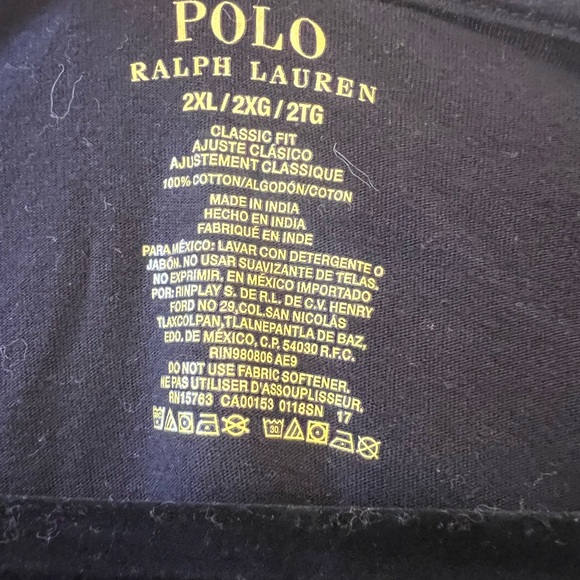 POLO
RALPH LAUREN
2XL/2XG/2TG
CLASSIC FIT
AJUSTE CLÁSICO
AJUSTEMENT CLASSIQUE
100% COTTON/ALGODÓN/COTON
MADE IN INDIA
HECHO EN INDIA
FABRIQUÉ EN INDE
PARA MÉXICO: LAVAR CON DETERGENTE O
JABÓN. NO USAR SUAVIZANTE DE TELAS.
NO EXPRIMIR. EN MÉXICO IMPORTADO
POR: RINPLAY S. DE R.L. DE C.V. HENRY
FORD NO 29, COL. SAN NICOLÁS
TLAXCOLPAN, TLALNEPANTLA DE BAZ,
EDO. DE MÉXICO, C.P. 54030 R.F.C.
RIN980806 AE9
DO NOT USE FABRIC SOFTENER.
NE PAS UTILISER D'ASSOUPLISSEUR.
RN15763 CA00153 0118SN 17
30